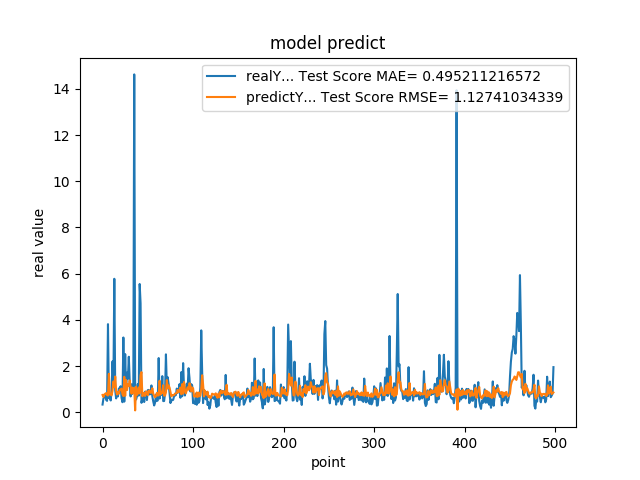 model predict
realY... Test Score MAE= 0.495211216572
predictY... Test Score RMSE= 1.12741034339
14
12
10
8
6
4
2
0
real value
0 100 200 300 400 500
point